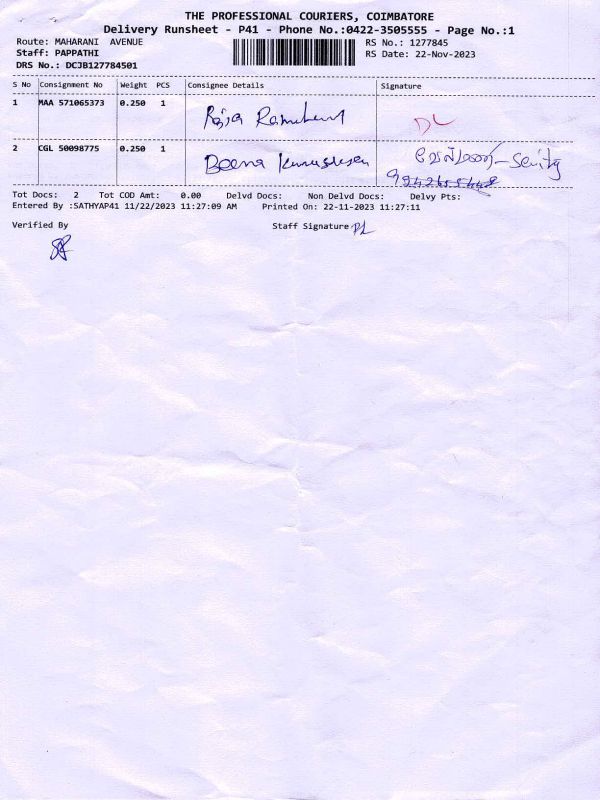 THE PROFESSIONAL COURIERS, COIMBATORE
Delivery Runsheet - P41 - Phone No.:0422-3505555 - Page No.:1
Route: MAHARANI AVENUE RS No.: 1277845
Staff: PAPPATHI RS Date: 22-Nov-2023
DRS No.: DCJB127784501
S No Consignment No Weight PCS Consignee Details Signature
1 MAA 571065373 0.250 1 Raja DL
2 CGL 50098775 0.250 1 Beena
Tot Docs: 2 Tot COD Amt: 0.00 Delvd Docs: Non Delvd Docs: Delvy Pts:
Entered By :SATHYAP41 11/22/2023 11:27:09 AM Printed On: 22-11-2023 11:27:11
Verified By Staff Signature